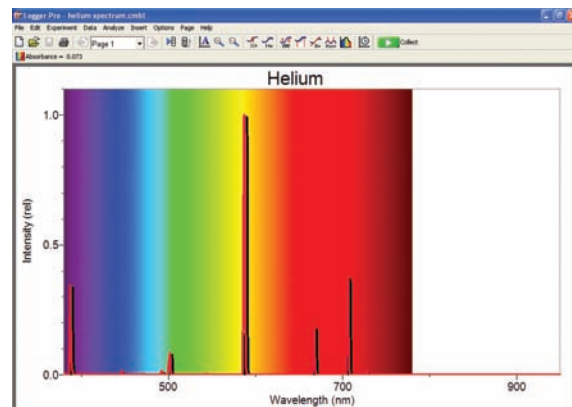 Logger Pro - helium spectrum.cmbl
File Edit Experiment Data Analyze Insert Options Page Help
Page 1
Collect
Absorbance = 0.073
Helium
1.0
0.5
0.0
Intensity (rel)
500
700
900
Wavelength (nm)